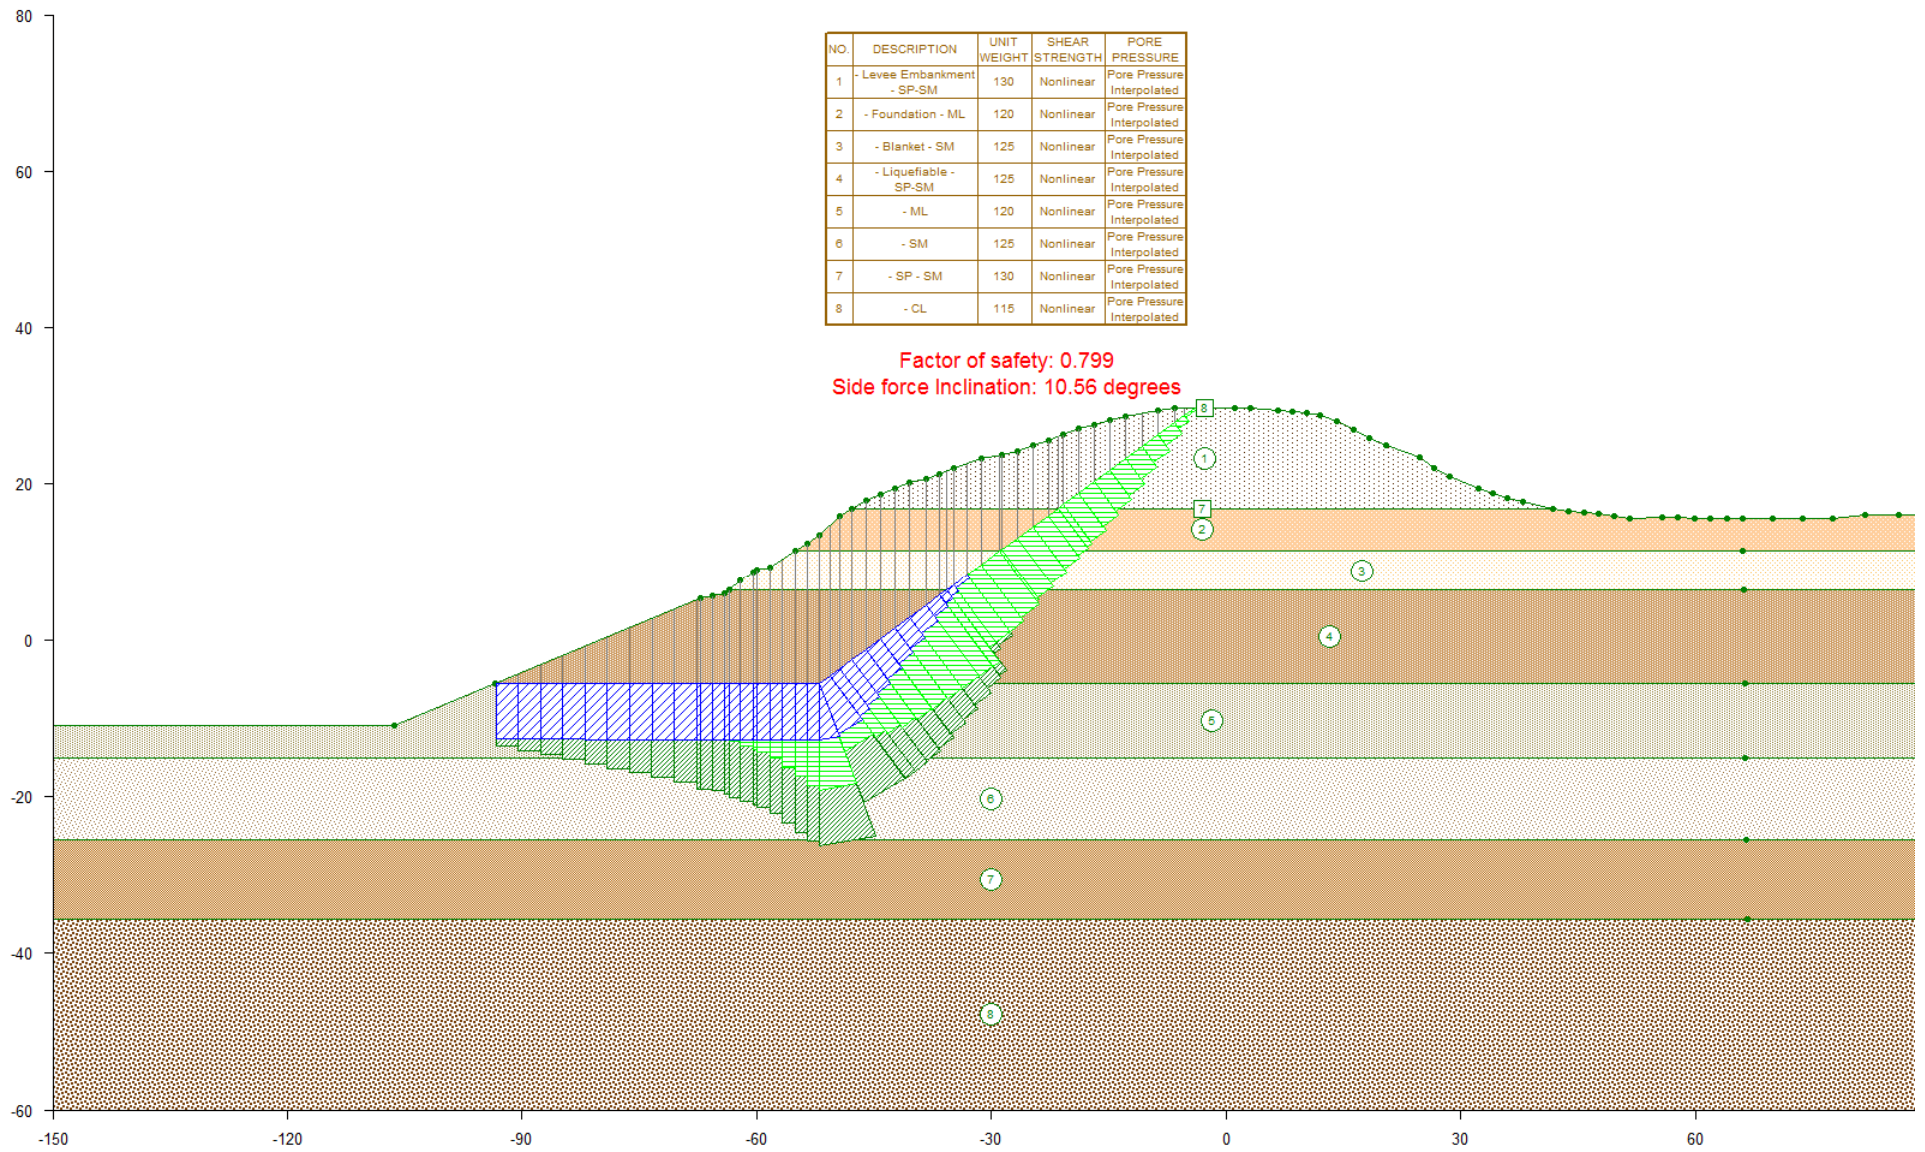 80
60
40
20
0
-20
-40
-60
-150
-120
-90
-60
-30
0
30
60
NO. DESCRIPTION UNIT WEIGHT SHEAR STRENGTH PORE PRESSURE
1 - Levee Embankment - SP-SM 130 Nonlinear Pore Pressure Interpolated
2 - Foundation - ML 120 Nonlinear Pore Pressure Interpolated
3 - Blanket - SM 125 Nonlinear Pore Pressure Interpolated
4 - Liquefiable - SP-SM 125 Nonlinear Pore Pressure Interpolated
5 - ML 120 Nonlinear Pore Pressure Interpolated
6 - SM 125 Nonlinear Pore Pressure Interpolated
7 - SP - SM 130 Nonlinear Pore Pressure Interpolated
8 - CL 115 Nonlinear Pore Pressure Interpolated
Factor of safety: 0.799
Side force Inclination: 10.56 degrees
8
1
7
2
3
4
5
6
7
8